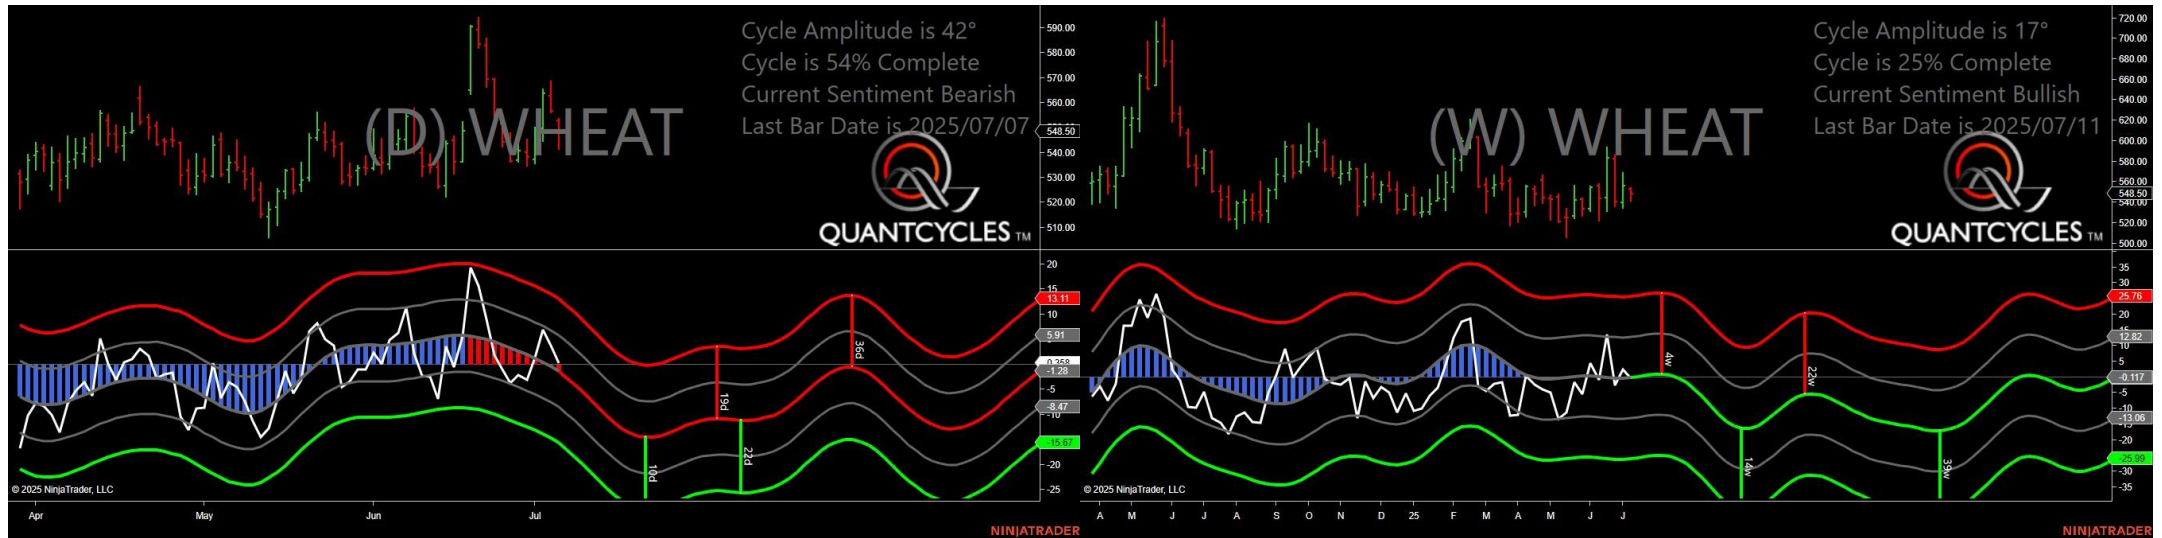 Cycle Amplitude is 42°
Cycle is 54% Complete
Current Sentiment Bearish
Last Bar Date is 2025/07/07
(D) WHEAT
QUANTCYCLES TM
590.00
580.00
570.00
560.00
548.50
540.00
530.00
520.00
510.00
20
15
13.11
10
5.91
0.358
-1.28
-5
-8.47
-10
-15.67
-20
-25
19d
36d
10d
22d
© 2025 NinjaTrader, LLC
Apr
May
Jun
Jul
NINJATRADER
Cycle Amplitude is 17°
Cycle is 25% Complete
Current Sentiment Bullish
Last Bar Date is 2025/07/11
(W) WHEAT
QUANTCYCLES TM
720.00
700.00
680.00
660.00
640.00
620.00
600.00
580.00
560.00
548.50
540.00
520.00
500.00
35
30
25.76
20
15
12.82
10
5
-0.117
-5
-10
-13.06
-15
-20
-25.99
-30
-35
4w
22w
14w
39w
© 2025 NinjaTrader, LLC
A M J J A S O N D 25 F M A M J J
NINJATRADER